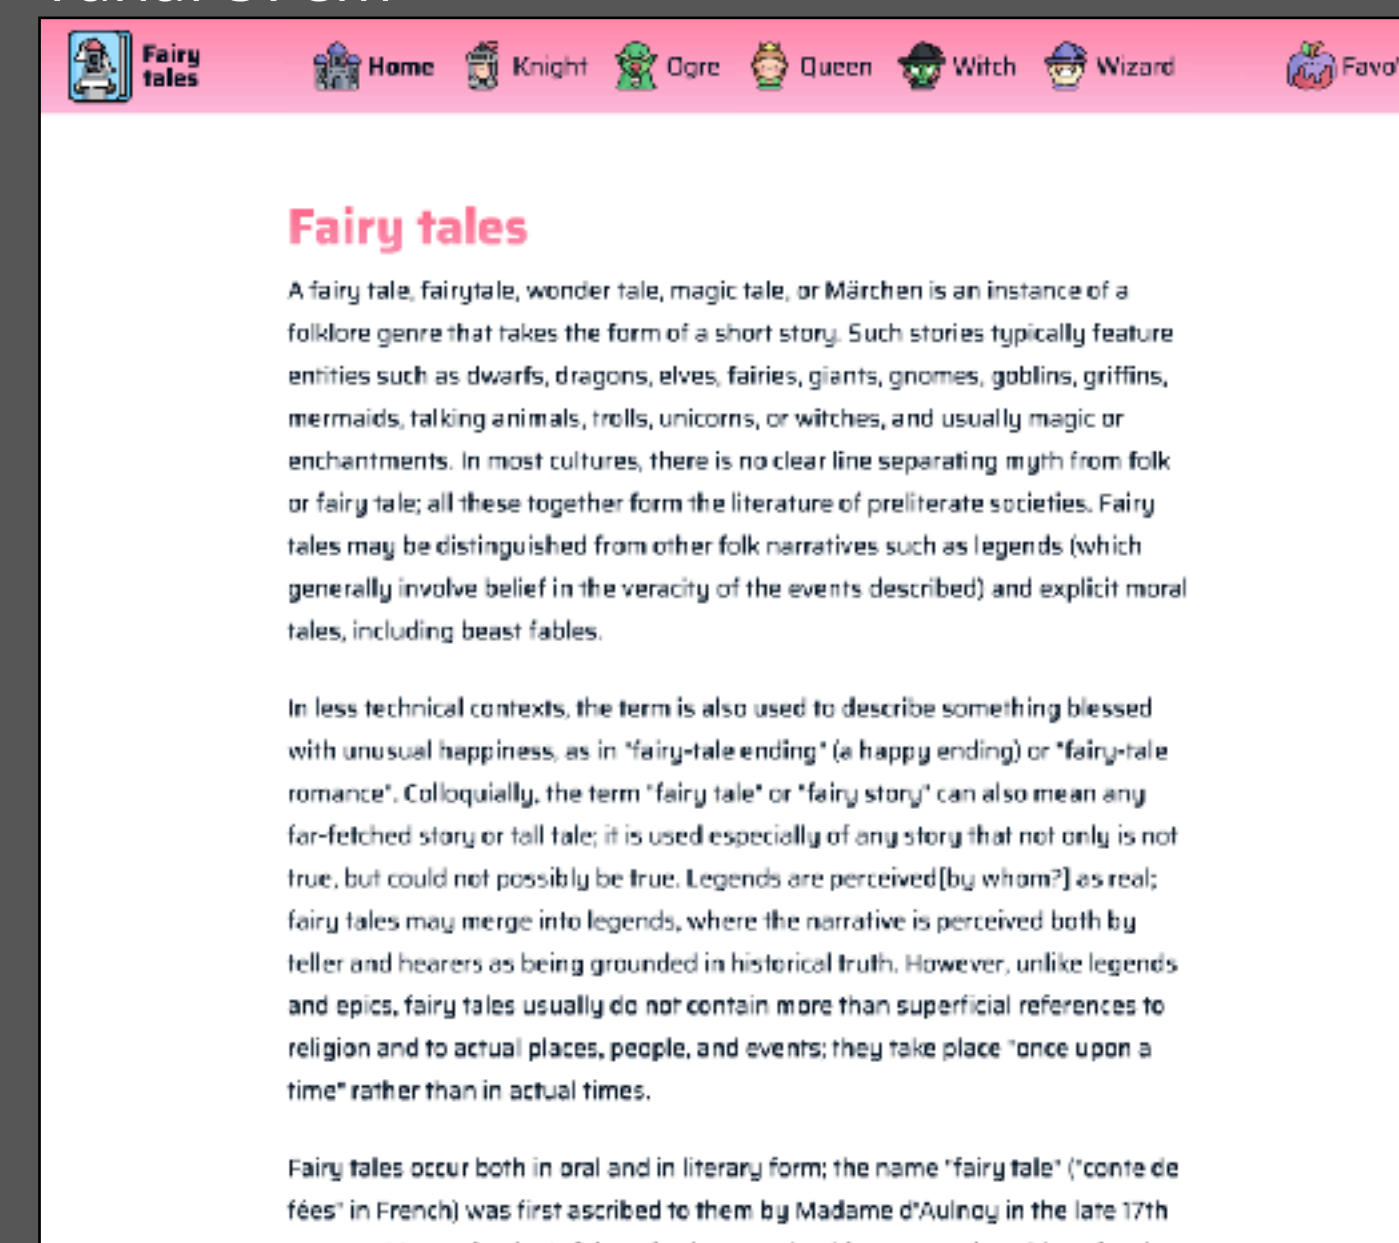 Fairy tales
Home Knight Ogre Queen Witch Wizard
Fairy tales
A fairy tale, fairytale, wonder tale, magic tale, or Märchen is an instance of a
folklore genre that takes the form of a short story. Such stories typically feature
entities such as dwarfs, dragons, elves, fairies, giants, gnomes, goblins, griffins,
mermaids, talking animals, trolls, unicorns, or witches, and usually magic or
enchantments. In most cultures, there is no clear line separating myth from folk
or fairy tale; all these together form the literature of preliterate societies. Fairy
tales may be distinguished from other folk narratives such as legends (which
generally involve belief in the veracity of the events described) and explicit moral
tales, including beast fables.
In less technical contexts, the term is also used to describe something blessed
with unusual happiness, as in "fairy-tale ending" (a happy ending) or "fairy-tale
romance". Colloquially, the term "fairy tale" or "fairy story" can also mean any
far-fetched story or tall tale; it is used especially of any story that not only is not
true, but could not possibly be true. Legends are perceived[by whom?] as real;
fairy tales may merge into legends, where the narrative is perceived both by
teller and hearers as being grounded in historical truth. However, unlike legends
and epics, fairy tales usually do not contain more than superficial references to
religion and to actual places, people, and events; they take place "once upon a
time" rather than in actual times.
Fairy tales occur both in oral and in literary form; the name "fairy tale" ("conte de
fées" in French) was first ascribed to them by Madame d'Aulnoy in the late 17th